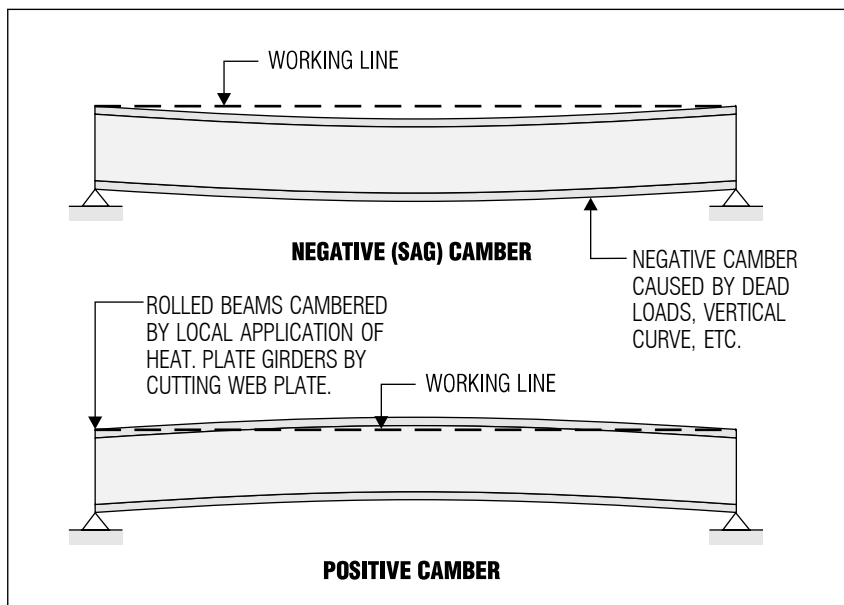 WORKING LINE
NEGATIVE (SAG) CAMBER
NEGATIVE CAMBER
CAUSED BY DEAD
LOADS, VERTICAL
CURVE, ETC.
ROLLED BEAMS CAMBERED
BY LOCAL APPLICATION OF
HEAT. PLATE GIRDERS BY
CUTTING WEB PLATE.
WORKING LINE
POSITIVE CAMBER